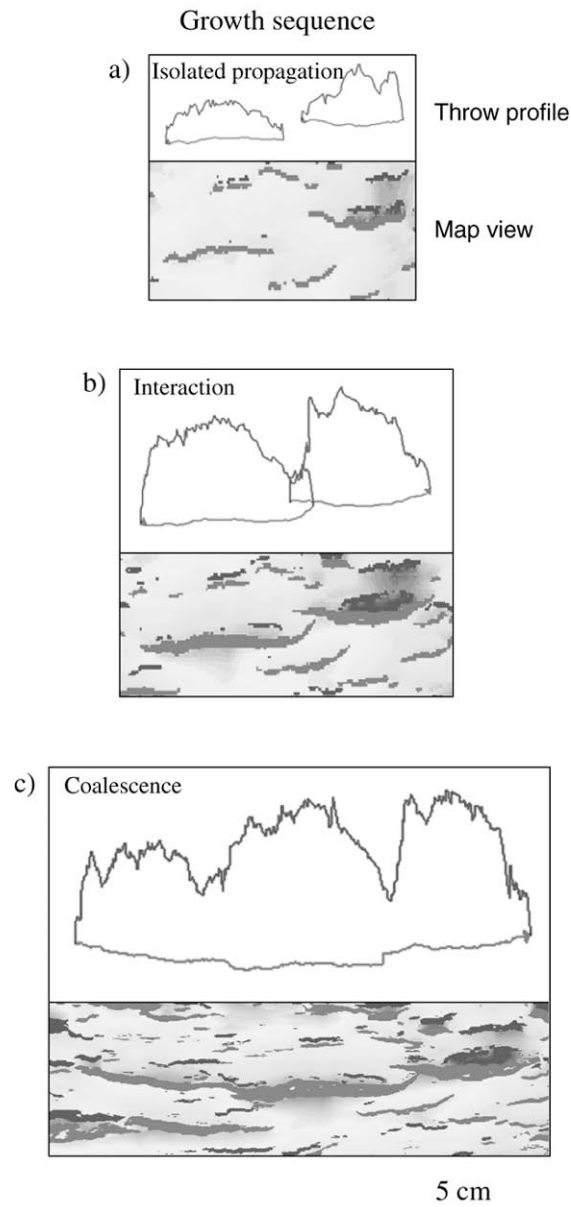 Growth sequence
a) Isolated propagation
Throw profile
Map view
b) Interaction
c) Coalescence
5 cm